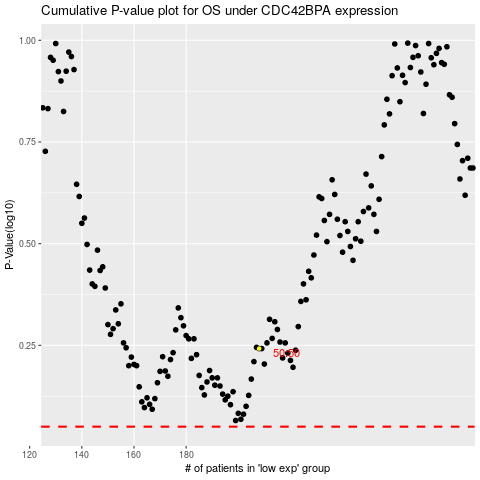 Cumulative P-value plot for OS under CDC42BPA expression
P-Value(log10)
1.00
0.75
0.50
0.25
50:50
120 140 160 180
# of patients in 'low exp' group